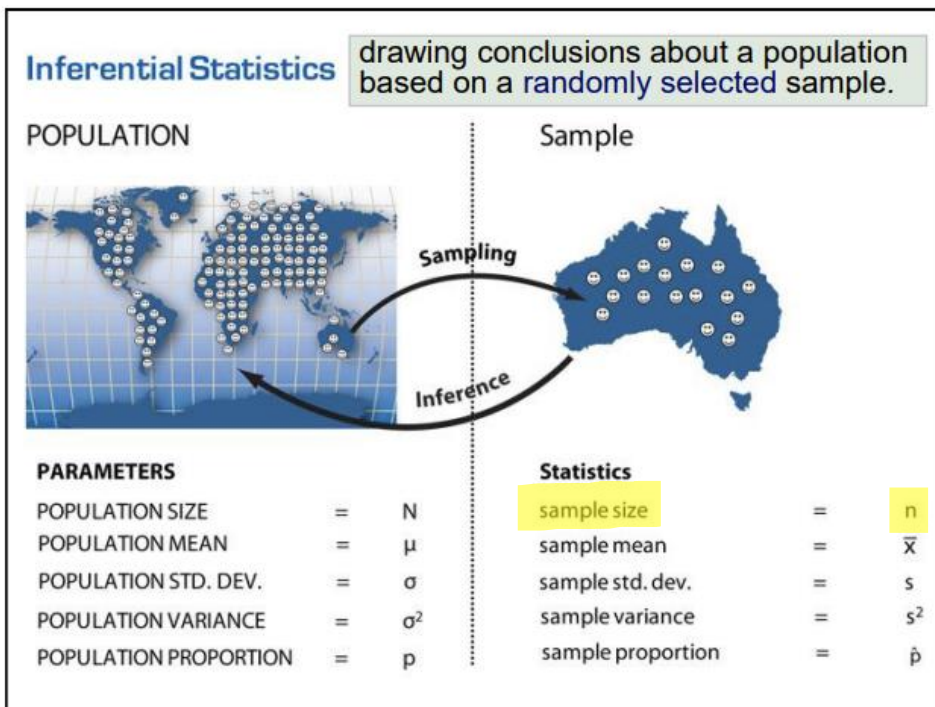 Inferential Statistics
drawing conclusions about a population
based on a randomly selected sample.
POPULATION
Sample
Sampling
Inference
PARAMETERS
POPULATION SIZE = N
POPULATION MEAN = μ
POPULATION STD. DEV. = σ
POPULATION VARIANCE = σ²
POPULATION PROPORTION = p
Statistics
sample size = n
sample mean = x̅
sample std. dev. = s
sample variance = s²
sample proportion = p̂